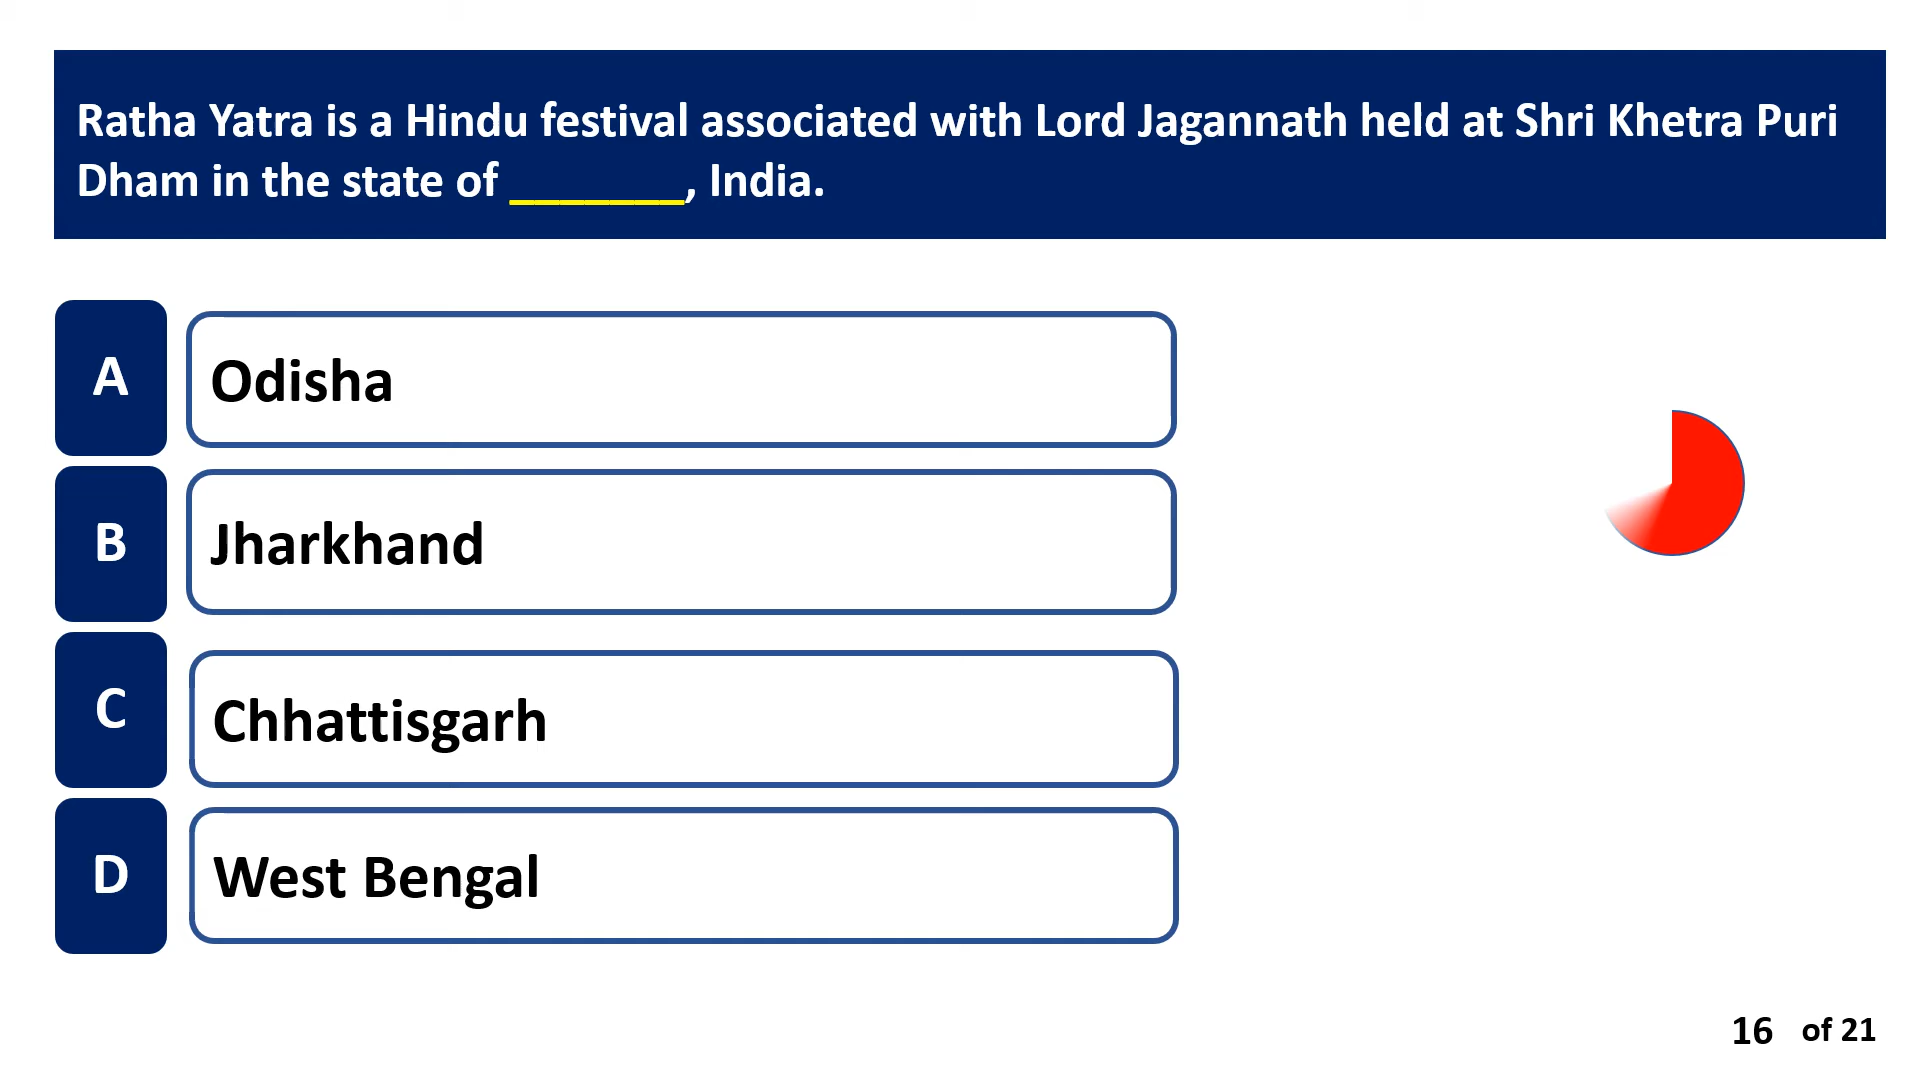 Ratha Yatra is a Hindu festival associated with Lord Jagannath held at Shri Khetra Puri
Dham in the state of _______, India.
A
Odisha
B
Jharkhand
C
Chhattisgarh
D
West Bengal
16 of 21